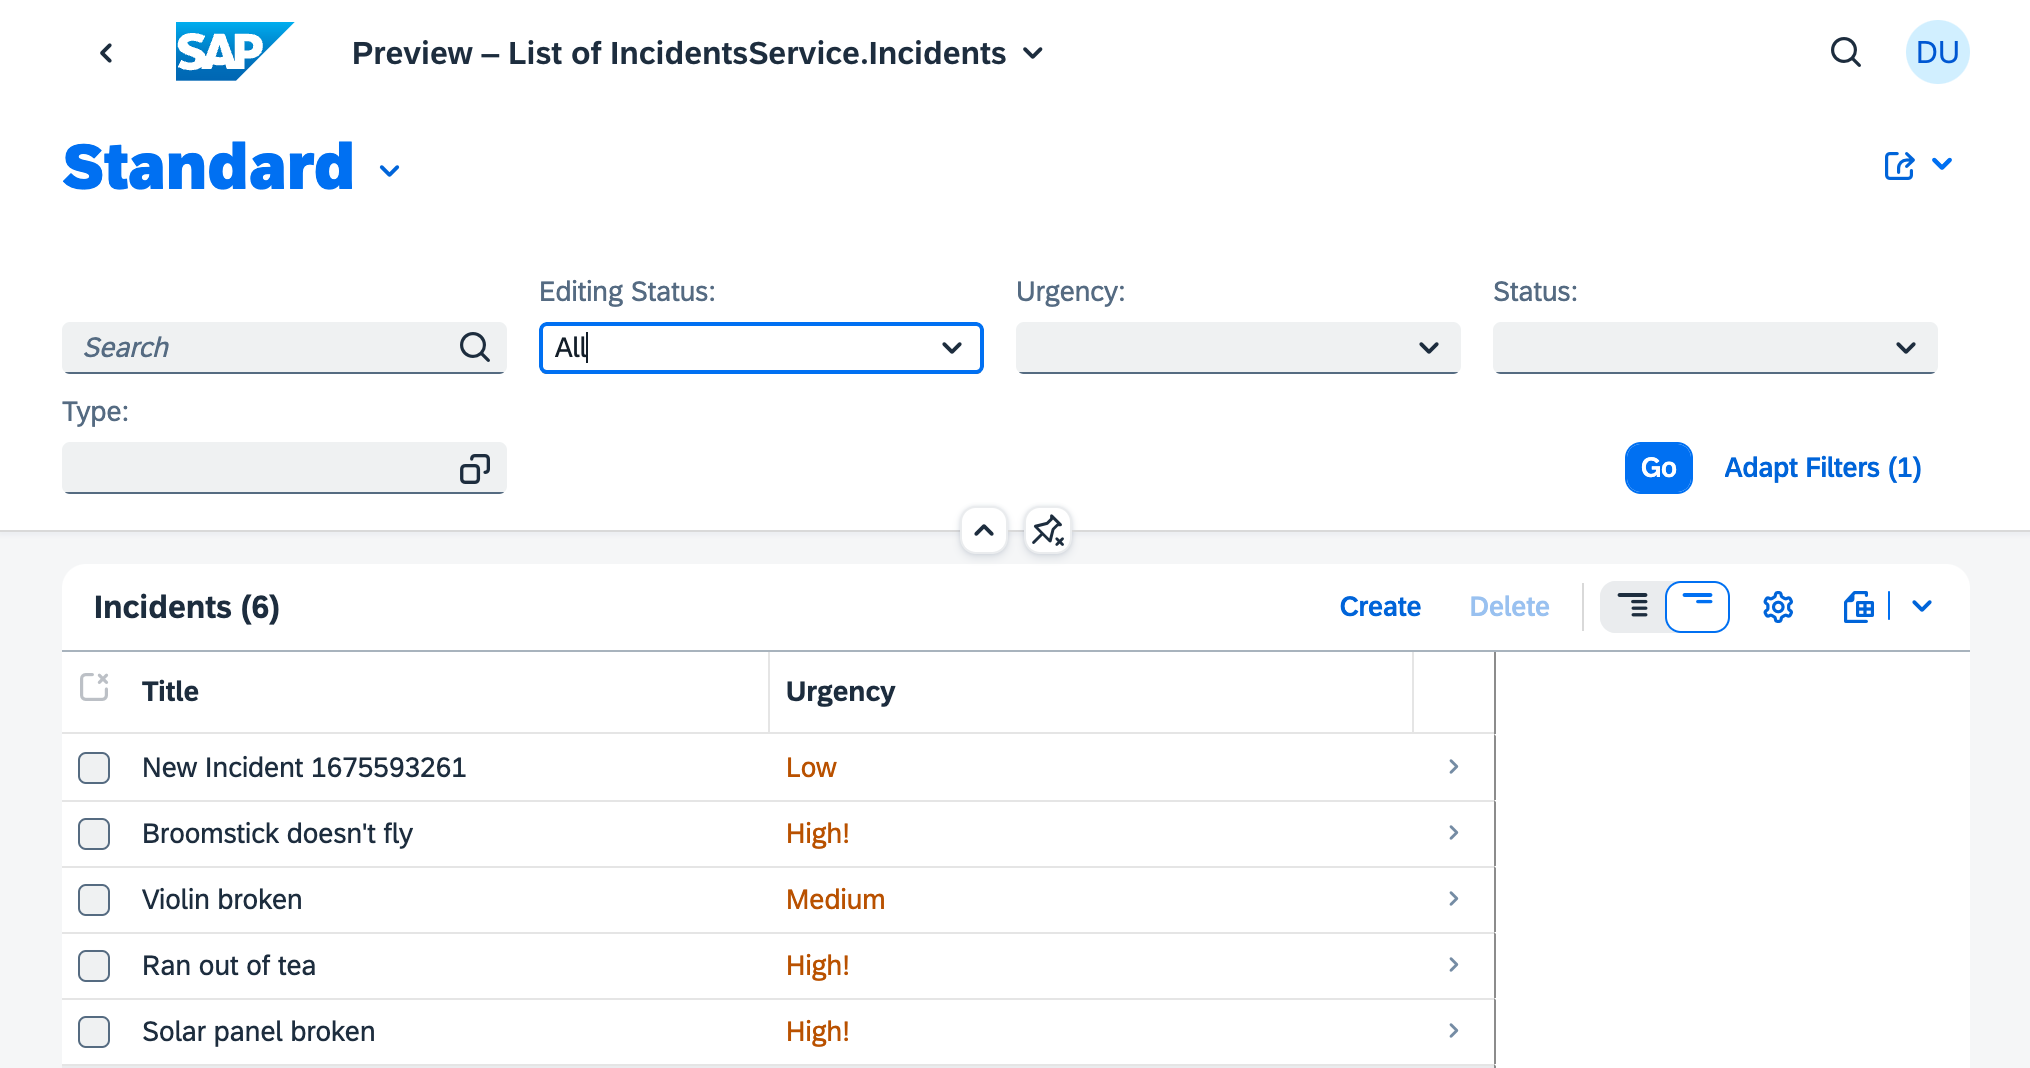 SAP
Preview – List of IncidentsService.Incidents
DU
Standard
Editing Status:
Urgency:
Status:
Search
All
Type:
Go
Adapt Filters (1)
Incidents (6)
Create
Delete
Title
Urgency
New Incident 1675593261
Low
Broomstick doesn't fly
High!
Violin broken
Medium
Ran out of tea
High!
Solar panel broken
High!